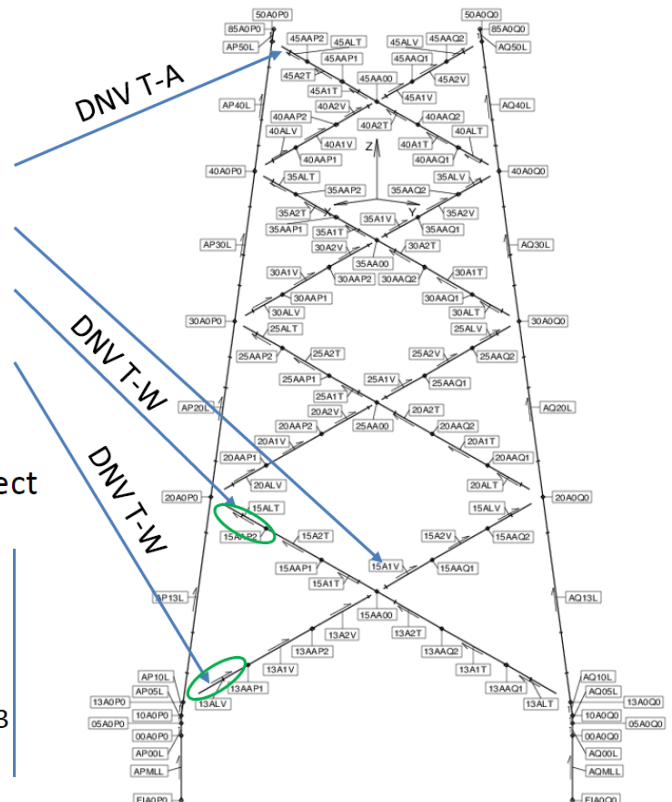 50A0P0 50A0Q0
85A0P0 45AAP2 45ALT 45ALV 45AAQ2 85A0Q0
AP50L 45AAP1 45AAQ1 AQ50L
45A2T 45AA00 45A2V
45A1T 45A1V
DNV T-A
AP40L 40A2V AQ40L
40AAP2 40AAQ2
40ALV 40A2T 40ALT
40A1V 40A1T
40AAP1 Z 40AAQ1
40A0P0 40A0Q0
35ALT 35ALV
35AAP2 35AAQ2
X Y
35A2T 35A1V 35A2V
35AAP1 35A1T 35AAQ1
AP30L 30A2V 30A2T AQ30L
35AA00
30A1V 30AAP2 30AAQ2 30A1T
30AAP1 30AAQ1
30ALV 30ALT
30A0P0 30A0Q0
25ALT 25ALV
DNV T-W
25AAP2 25A2T 25A2V 25AAQ2
25AAP1 25A1V 25AAQ1
25A1T
AP20L 20A2V 20A2T AQ20L
25AA00
20AAP2 20AAQ2
20A1V 20A1T
20AAP1 20AAQ1
DNV T-W
20ALV 20ALT
ect
20A0P0 20A0Q0
15ALT 15ALV
15AAP2 15A2T 15A2V 15AAQ2
15AAP1 15A1V 15AAQ1
15A1T
AP13L 15AA00 AQ13L
13A2V 13A2T
13AAP2 13AAQ2
13A1V 13A1T
AP10L 13AAP1 13AAQ1 AQ10L
AP05L 13ALV 13ALT AQ05L
13A0P0 13A0Q0
10A0P0 10A0Q0
3
05A0P0 05A0Q0
00A0P0 00A0Q0
AP00L AQ00L
APMLL AQMLL